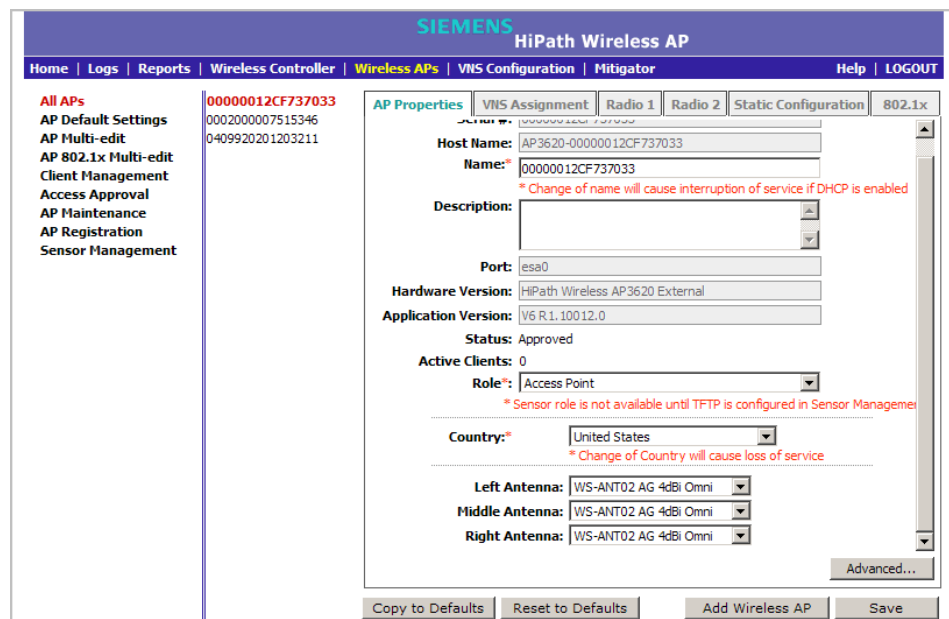 SIEMENS
HiPath Wireless AP
Home | Logs | Reports | Wireless Controller | Wireless APs | VNS Configuration | Mitigator Help | LOGOUT
All APs
AP Default Settings
AP Multi-edit
AP 802.1x Multi-edit
Client Management
Access Approval
AP Maintenance
AP Registration
Sensor Management
00000012CF737033
0002000007515346
0409920201203211
AP Properties VNS Assignment Radio 1 Radio 2 Static Configuration 802.1x
Serial #: 00000012CF737033
Host Name: AP3620-00000012CF737033
Name:* 00000012CF737033
* Change of name will cause interruption of service if DHCP is enabled
Description:
Port: esa0
Hardware Version: HiPath Wireless AP3620 External
Application Version: V6 R1.10012.0
Status: Approved
Active Clients: 0
Role*: Access Point
* Sensor role is not available until TFTP is configured in Sensor Manageme
Country:* United States
* Change of Country will cause loss of service
Left Antenna: WS-ANT02 AG 4dBi Omni
Middle Antenna: WS-ANT02 AG 4dBi Omni
Right Antenna: WS-ANT02 AG 4dBi Omni
Advanced...
Copy to Defaults Reset to Defaults Add Wireless AP Save